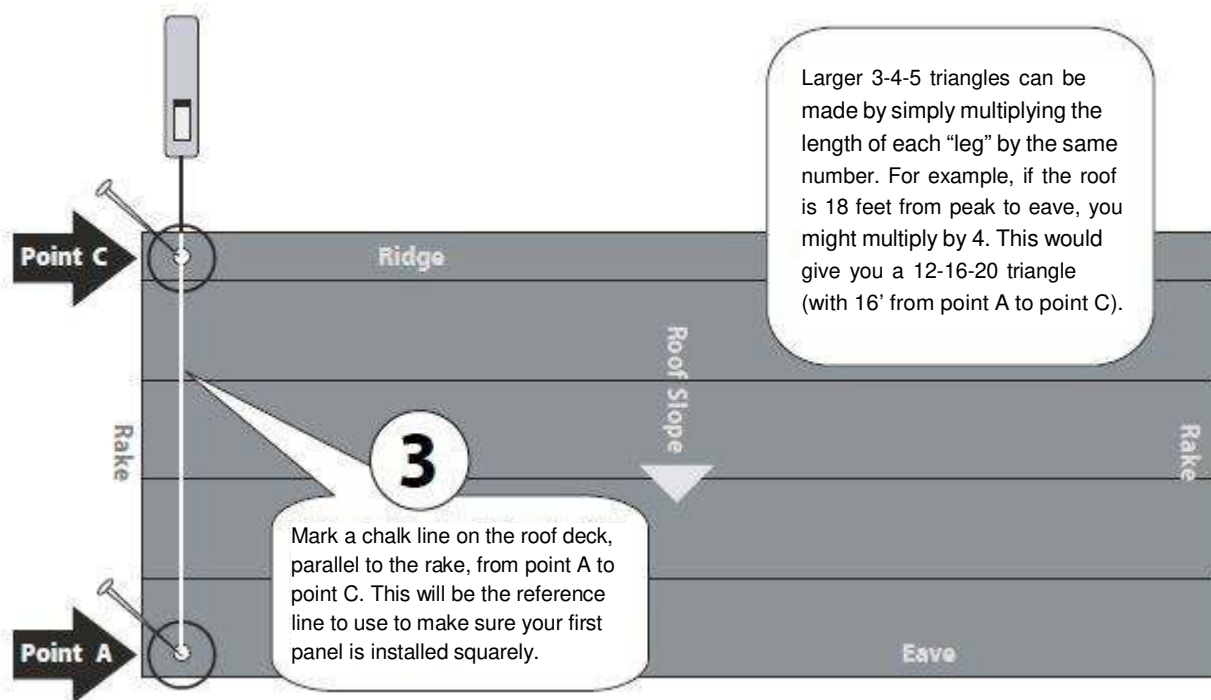 Larger 3-4-5 triangles can be
made by simply multiplying the
length of each “leg” by the same
number. For example, if the roof
is 18 feet from peak to eave, you
might multiply by 4. This would
give you a 12-16-20 triangle
(with 16’ from point A to point C).
Point C
Ridge
Roof Slope
Rake
Rake
3
Mark a chalk line on the roof deck,
parallel to the rake, from point A to
point C. This will be the reference
line to use to make sure your first
panel is installed squarely.
Point A
Eave